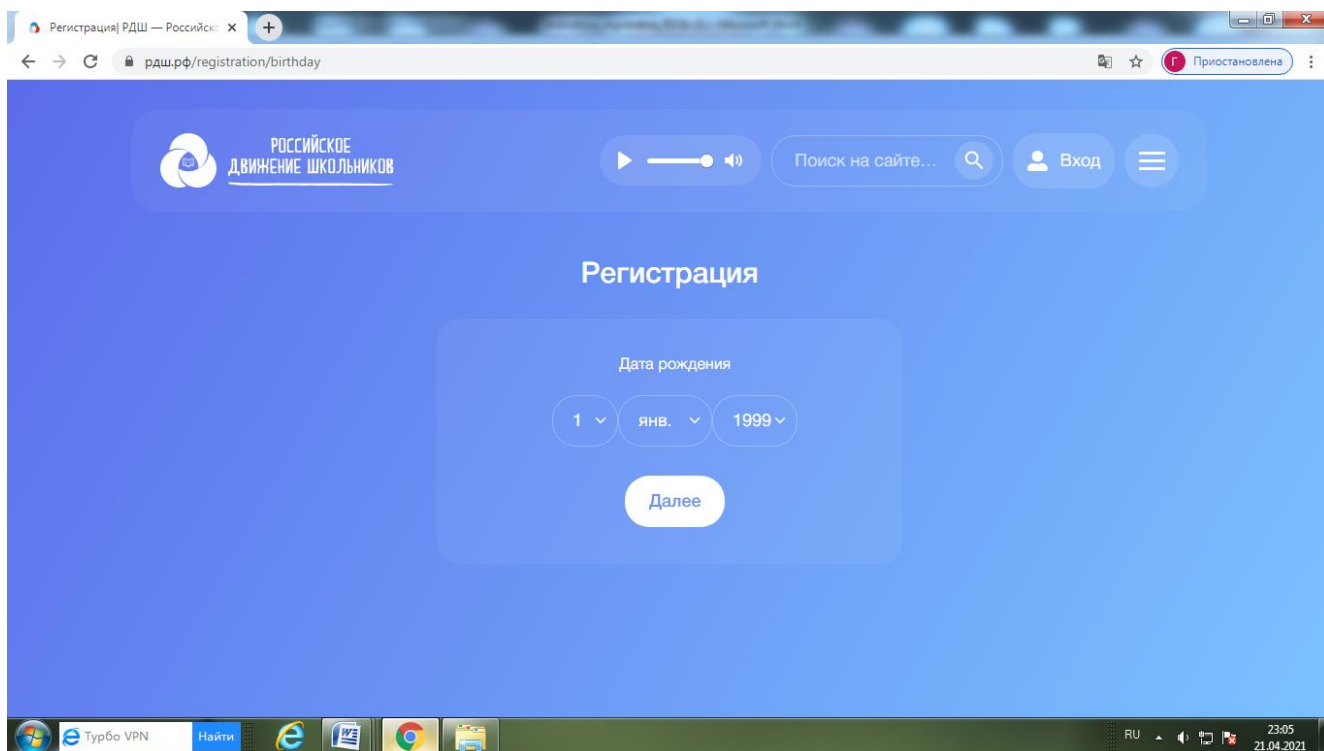 Регистрация| РДШ — Российск
рдш.рф/registration/birthday
Г Приостановлена
РОССИЙСКОЕ
ДВИЖЕНИЕ ШКОЛЬНИКОВ
Поиск на сайте...
Вход
Регистрация
Дата рождения
1 янв. 1999
Далее
Турбо VPN Найти
RU 23:05
21.04.2021